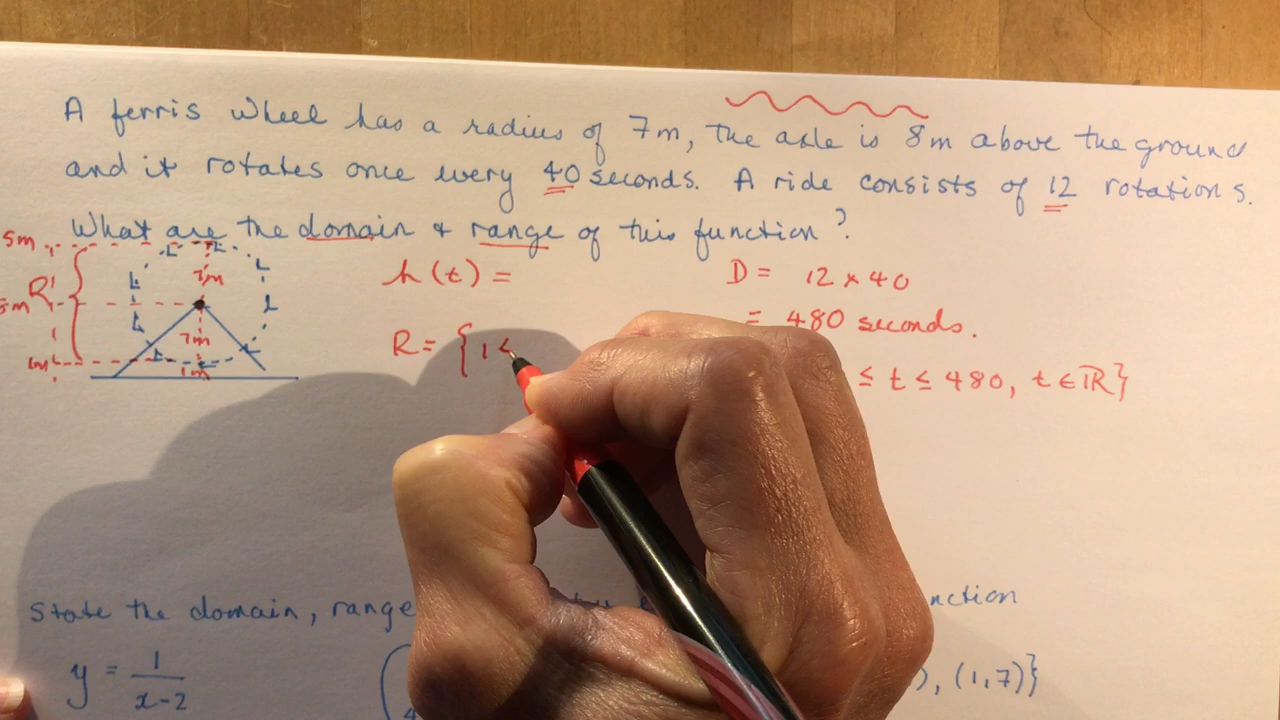 A ferris wheel has a radius of 7m, the axle is 8m above the ground
and it rotates once every 40 seconds. A ride consists of 12 rotations.
What are the domain & range of this function?
5m
7m
R
8m
7m
1m
1m
h(t) =
D = 12 × 40
= 480 seconds.
R = { 1 <
≤ t ≤ 480, t ∈ ℝ}
State the domain, range
nction
y = 1/(x-2)
), (1,7)}